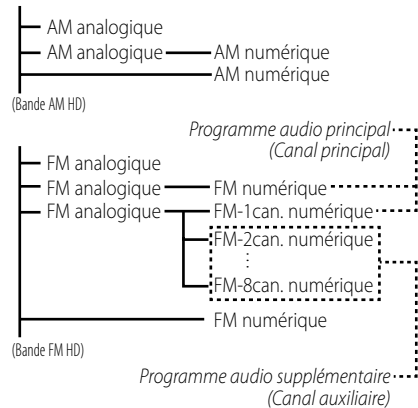 AM analogique
AM analogique AM numérique
AM numérique
(Bande AM HD)
Programme audio principal
(Canal principal)
FM analogique
FM analogique FM numérique
FM analogique FM-1can. numérique
FM-2can. numérique
⋮
FM-8can. numérique
FM numérique
(Bande FM HD)
Programme audio supplémentaire
(Canal auxiliaire)